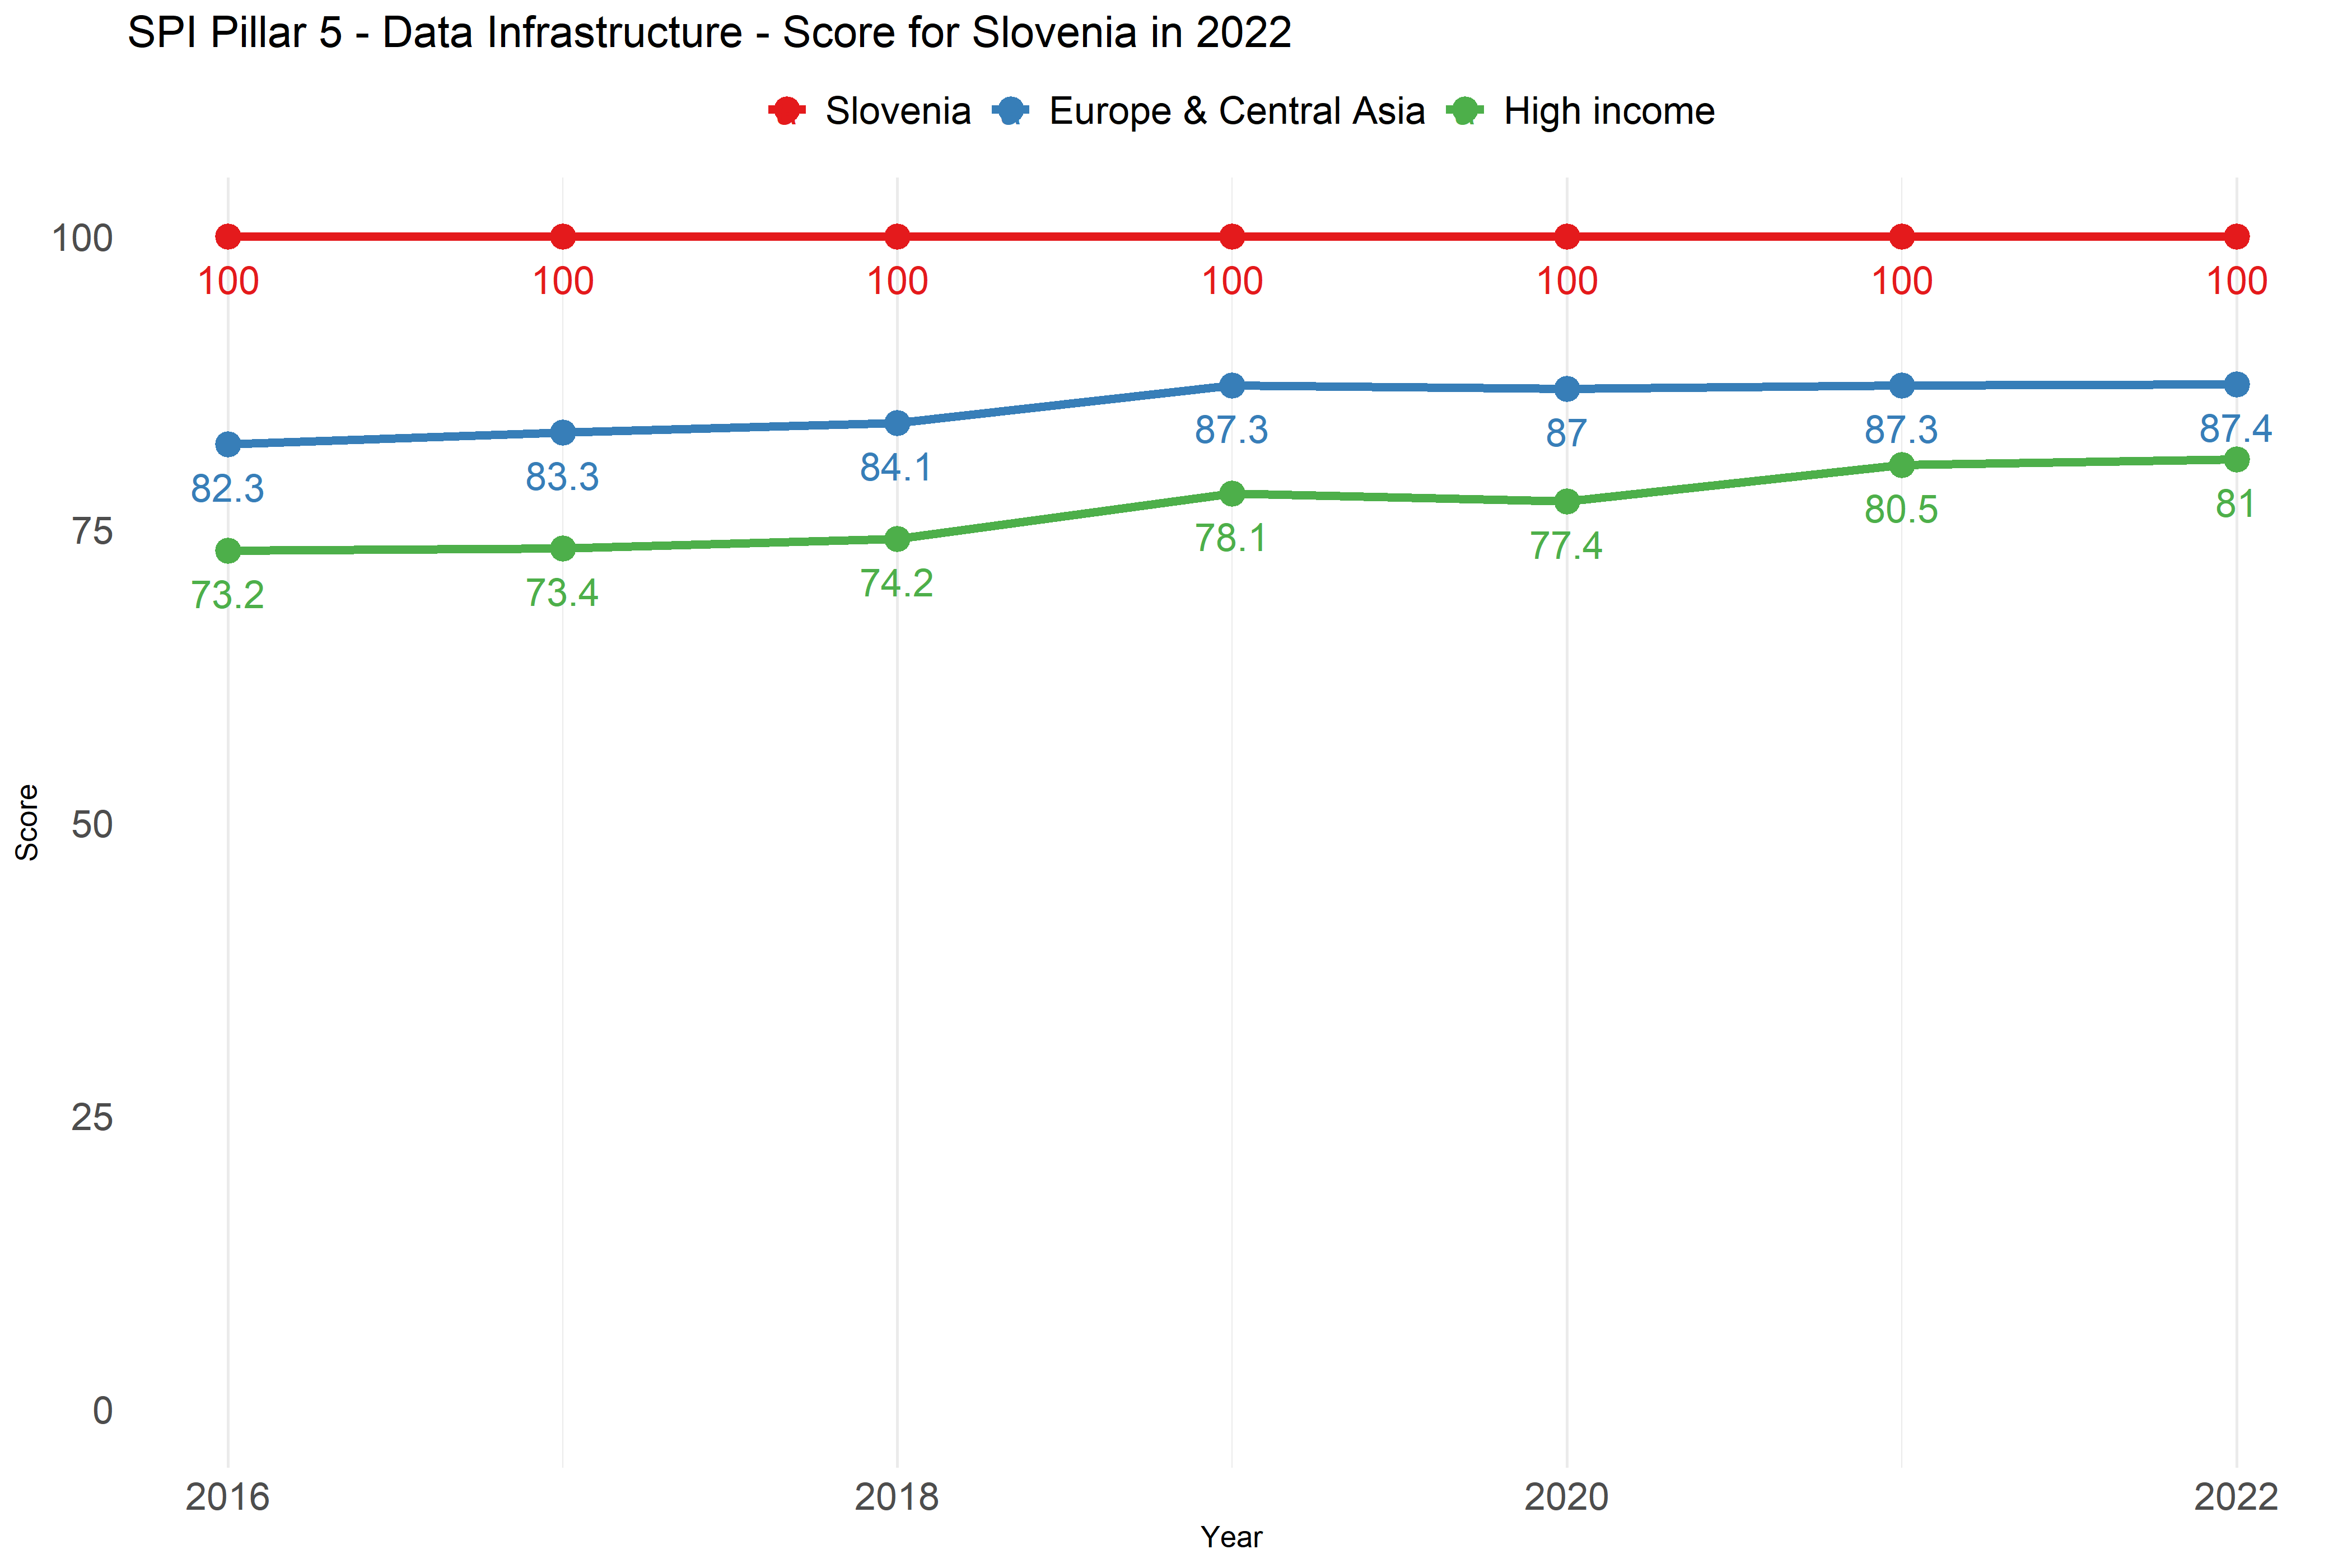 SPI Pillar 5 - Data Infrastructure - Score for Slovenia in 2022
Slovenia Europe & Central Asia High income
100
100 100 100 100 100 100 100
82.3 83.3 84.1 87.3 87 87.3 87.4
75
73.2 73.4 74.2 78.1 77.4 80.5 81
50
Score
25
0
2016 2018 2020 2022
Year